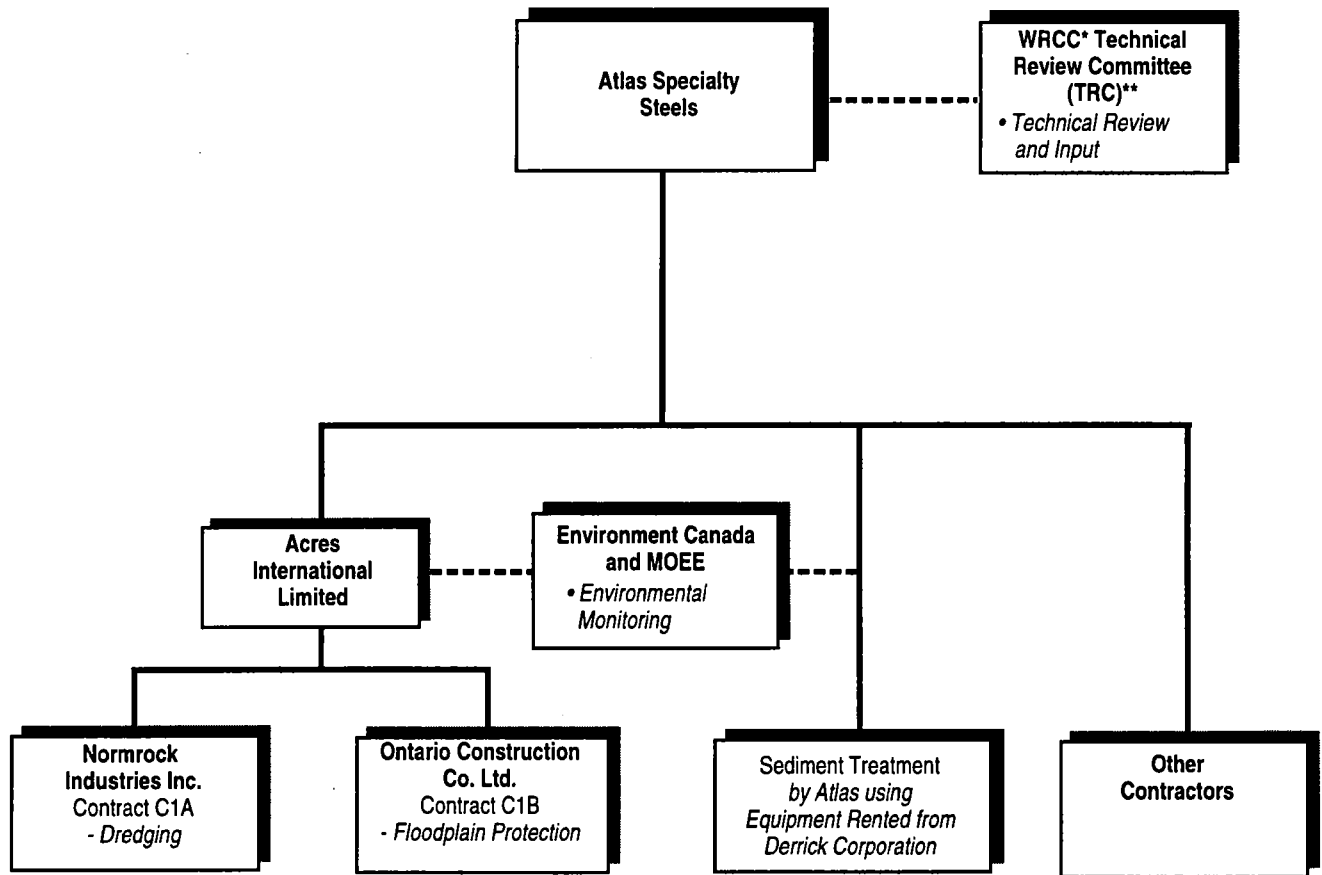 Atlas Specialty
Steels
WRCC* Technical
Review Committee
(TRC)**
• Technical Review
and Input
Acres
International
Limited
Environment Canada
and MOEE
• Environmental
Monitoring
Normrock
Industries Inc.
Contract C1A
- Dredging
Ontario Construction
Co. Ltd.
Contract C1B
- Floodplain Protection
Sediment Treatment
by Atlas using
Equipment Rented from
Derrick Corporation
Other
Contractors